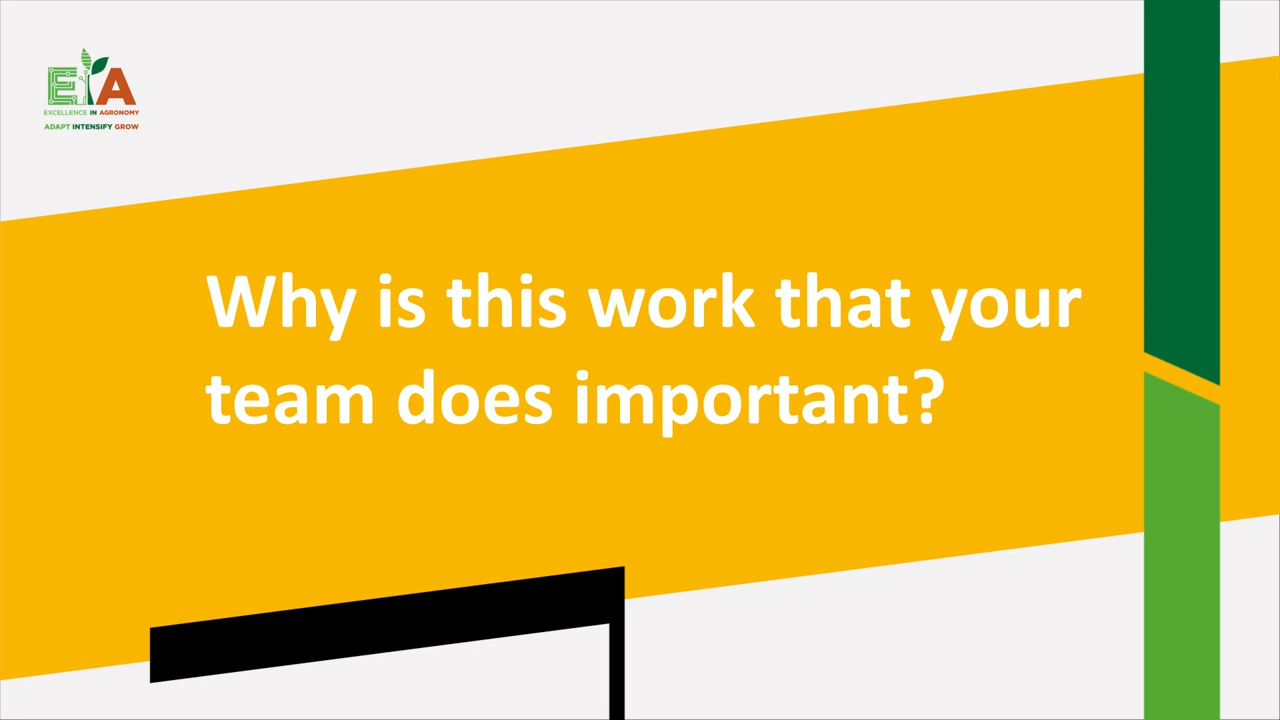 EiA
EXCELLENCE IN AGRONOMY
ADAPT INTENSIFY GROW
Why is this work that your
team does important?